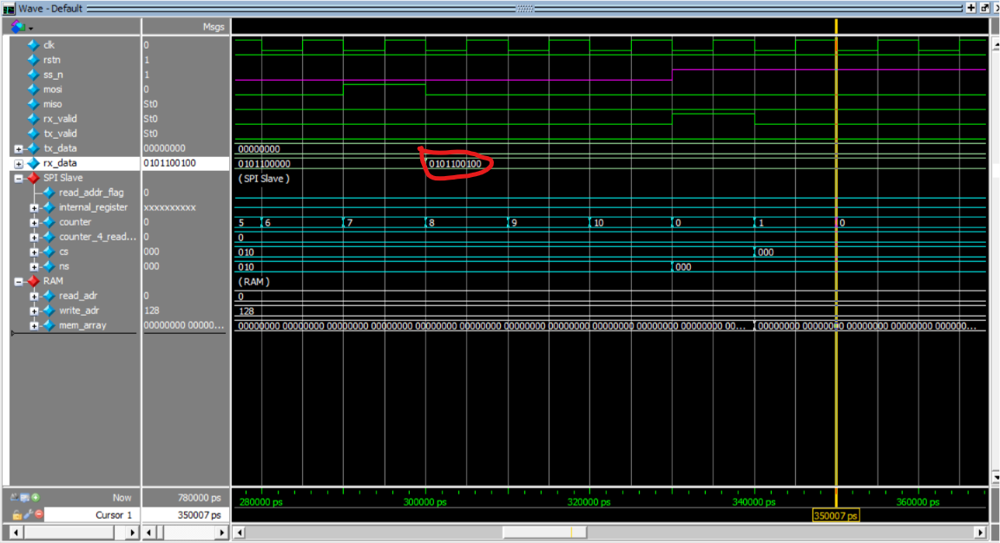 Wave - Default
Msgs
clk 0
rstn 1
ss_n 1
mosi 0
miso St0
rx_valid St0
tx_valid St0
tx_data 00000000 00000000
rx_data 0101100100 0101100000 0101100100
SPI Slave (SPI Slave)
read_addr_flag 0
internal_register xxxxxxxxxx
counter 0 5 6 7 8 9 10 0 1 0
counter_4_read... 0 0
cs 000 010 000
ns 000 010 000
RAM (RAM)
read_adr 0 0
write_adr 128 128
mem_array 00000000 00000... 00000000 00000000 00000000 00000000 00000000 00000000 00000000 00000000 00000000 00000000 00000000 00... 00000000 00000000 00000000 00000000 000000...
Now 780000 ps 280000 ps 300000 ps 320000 ps 340000 ps 360000 ps
Cursor 1 350007 ps 350007 ps